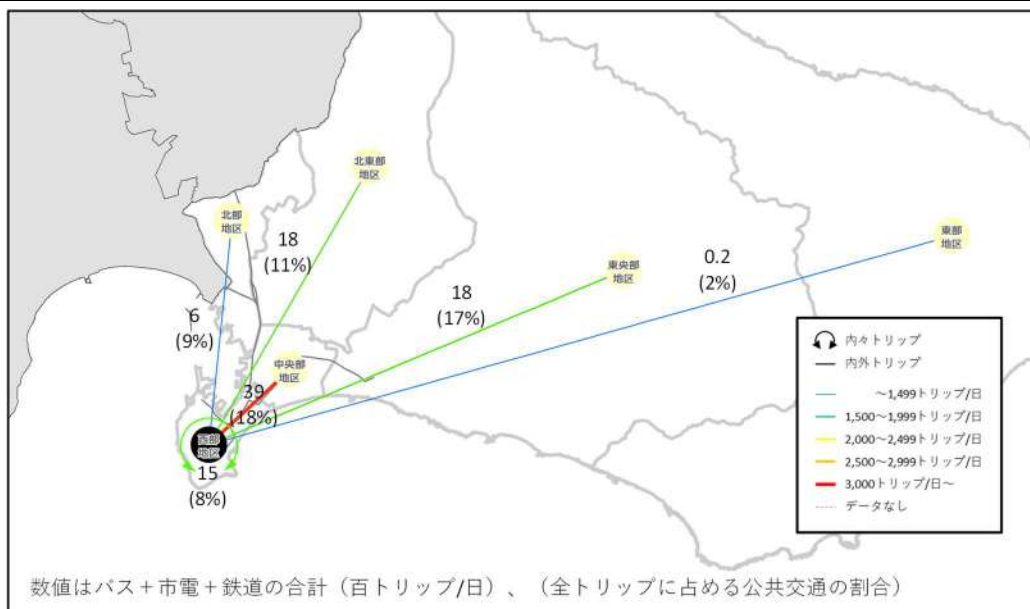 北東部
地区
北部
地区
東部
地区
18
(11%)
0.2
(2%)
東央部
地区
18
(17%)
6
(9%)
中央部
地区
39
(18%)
西部
地区
15
(8%)
内々トリップ
内外トリップ
～1,499トリップ/日
1,500～1,999トリップ/日
2,000～2,499トリップ/日
2,500～2,999トリップ/日
3,000トリップ/日～
データなし
数値はバス＋市電＋鉄道の合計（百トリップ/日）、（全トリップに占める公共交通の割合）